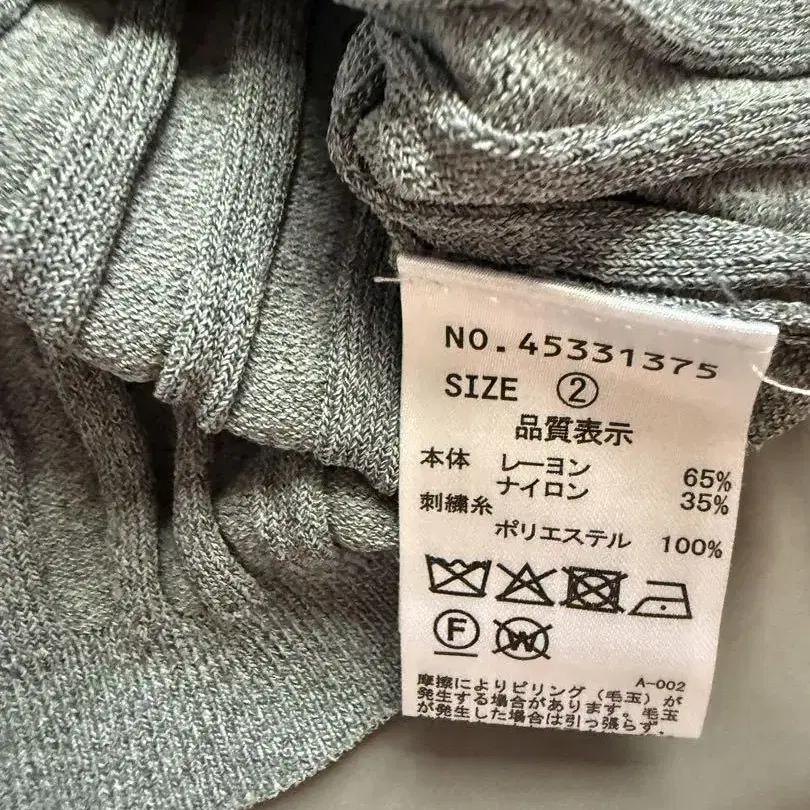 NO.45331375
SIZE ②
品質表示
本体 レーヨン 65%
ナイロン 35%
刺繍糸
ポリエステル 100%
F W
A-002
摩擦によりピリング(毛玉)が
発生する場合があります。毛玉
が発生した場合は引っ張らず、